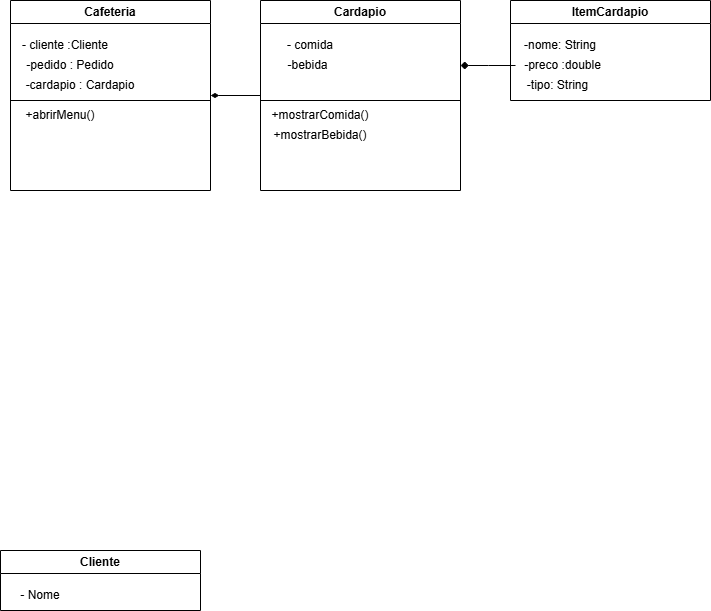 Cafeteria
- cliente :Cliente
-pedido : Pedido
-cardapio : Cardapio
+abrirMenu()
Cardapio
- comida
-bebida
+mostrarComida()
+mostrarBebida()
ItemCardapio
-nome: String
-preco :double
-tipo: String
Cliente
- Nome